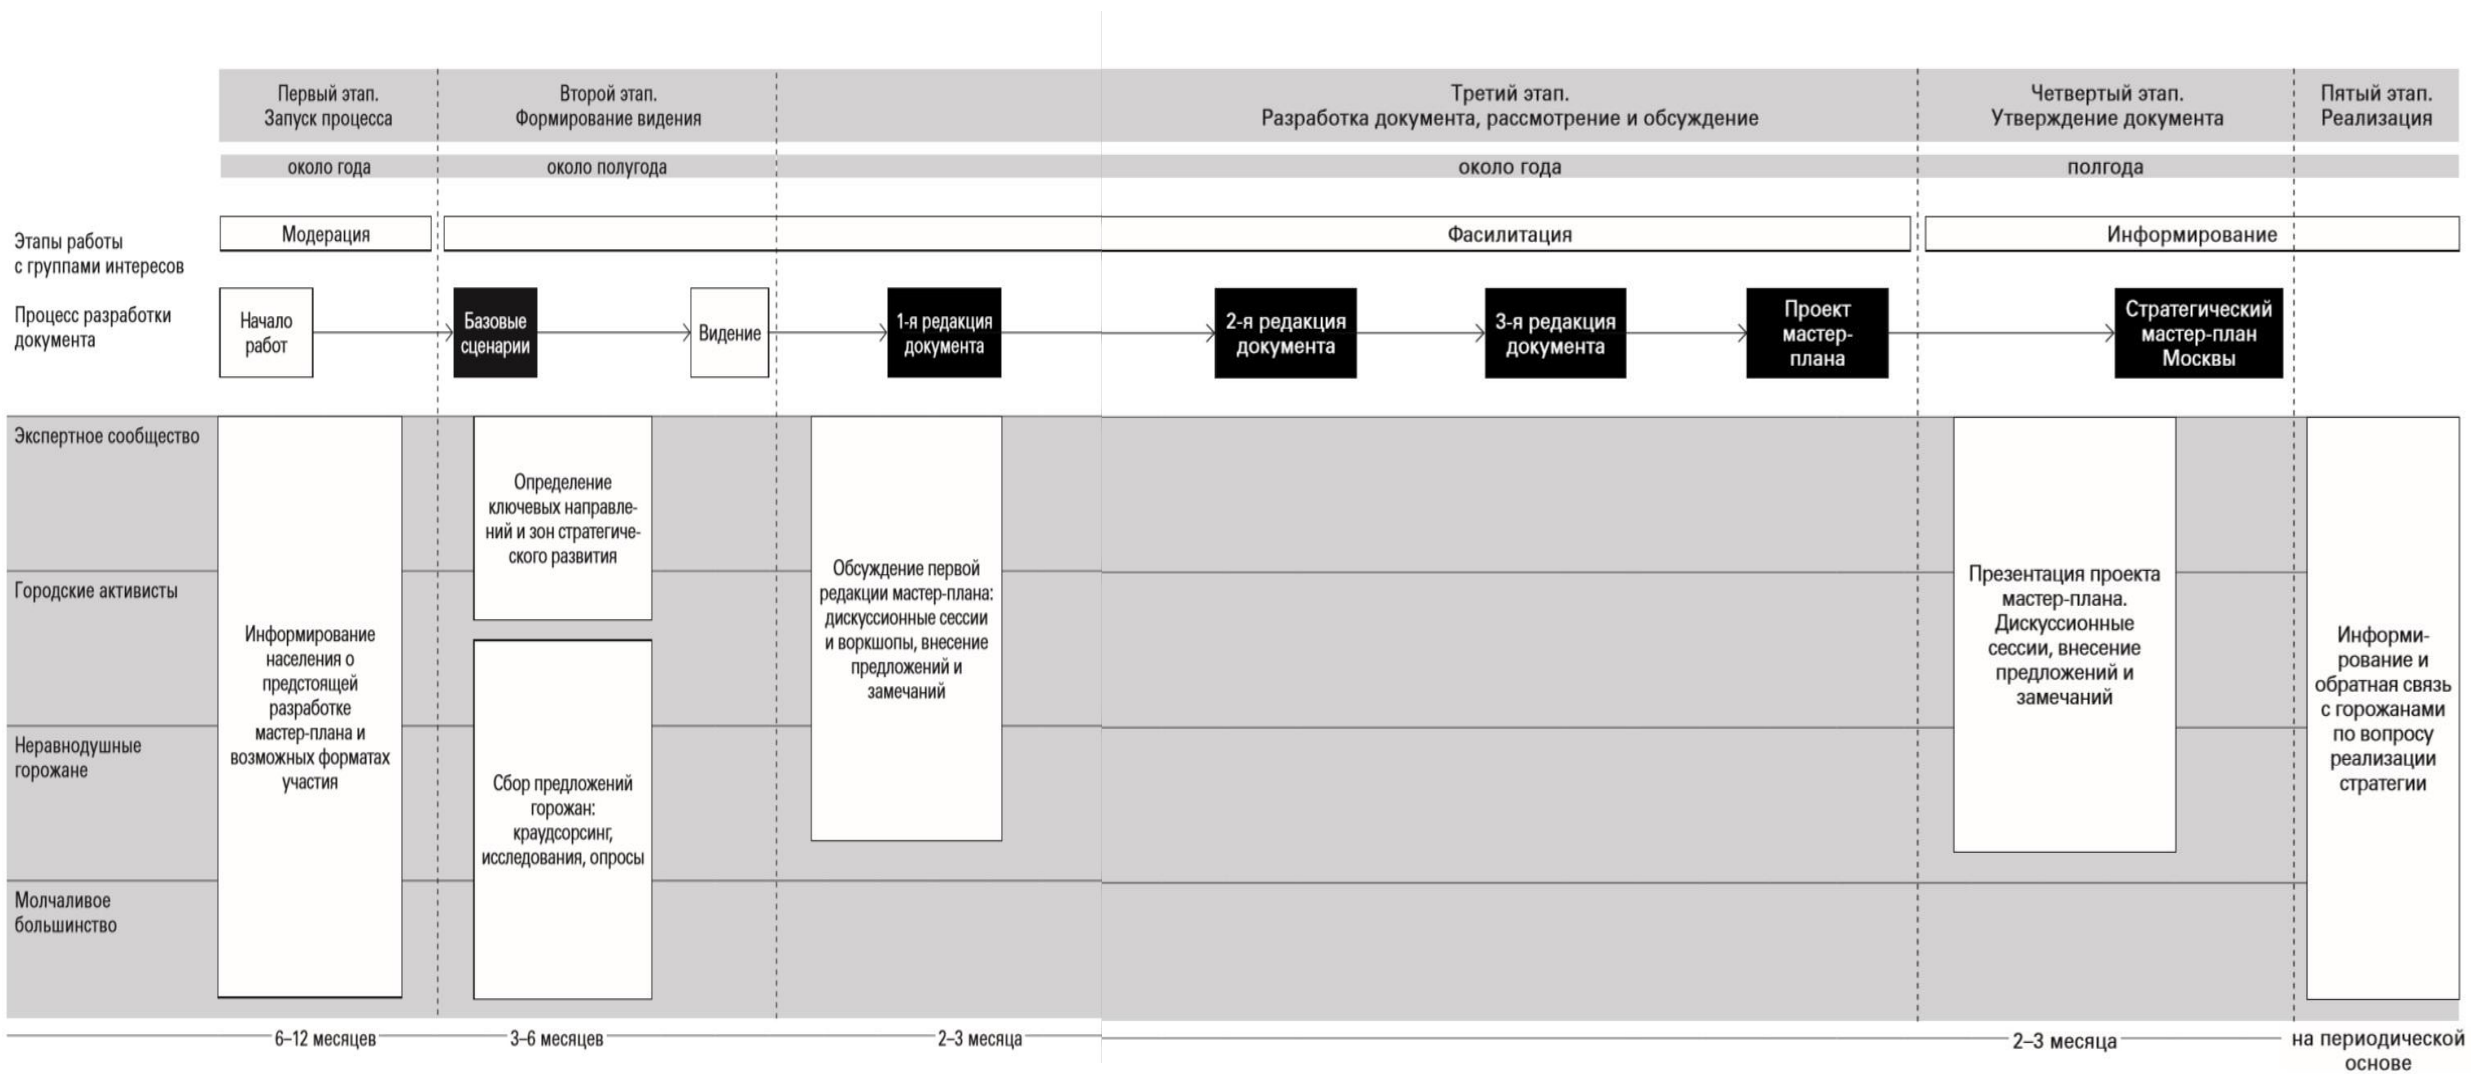 Первый этап.
Запуск процесса
Второй этап.
Формирование видения
Третий этап.
Разработка документа, рассмотрение и обсуждение
Четвертый этап.
Утверждение документа
Пятый этап.
Реализация
около года
около полугода
около года
полгода
Этапы работы
с группами интересов
Модерация
Фасилитация
Информирование
Процесс разработки
документа
Начало
работ
Базовые
сценарии
Видение
1-я редакция
документа
2-я редакция
документа
3-я редакция
документа
Проект
мастер-
плана
Стратегический
мастер-план
Москвы
Экспертное сообщество
Городские активисты
Неравнодушные
горожане
Молчаливое
большинство
Информирование
населения о
предстоящей
разработке
мастер-плана и
возможных форматах
участия
Определение
ключевых направле-
ний и зон стратегиче-
ского развития
Сбор предложений
горожан:
краудсорсинг,
исследования, опросы
Обсуждение первой
редакции мастер-плана:
дискуссионные сессии
и воркшопы, внесение
предложений и
замечаний
Презентация проекта
мастер-плана.
Дискуссионные
сессии, внесение
предложений и
замечаний
Информи-
рование и
обратная связь
с горожанами
по вопросу
реализации
стратегии
6–12 месяцев
3–6 месяцев
2–3 месяца
2–3 месяца
на периодической
основе